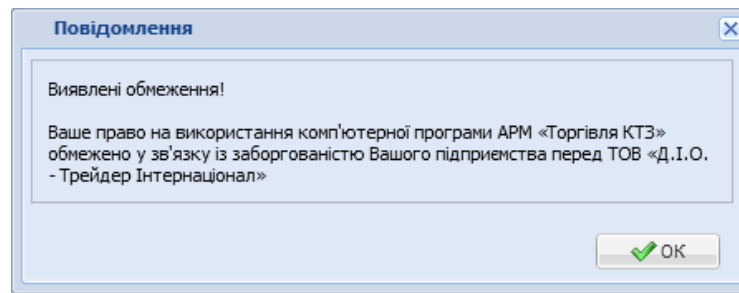 Повідомлення
Виявлені обмеження!
Ваше право на використання комп'ютерної програми АРМ «Торгівля КТЗ»
обмежено у зв'язку із заборгованістю Вашого підприємства перед ТОВ «Д.І.О.
- Трейдер Інтернаціонал»
ОК